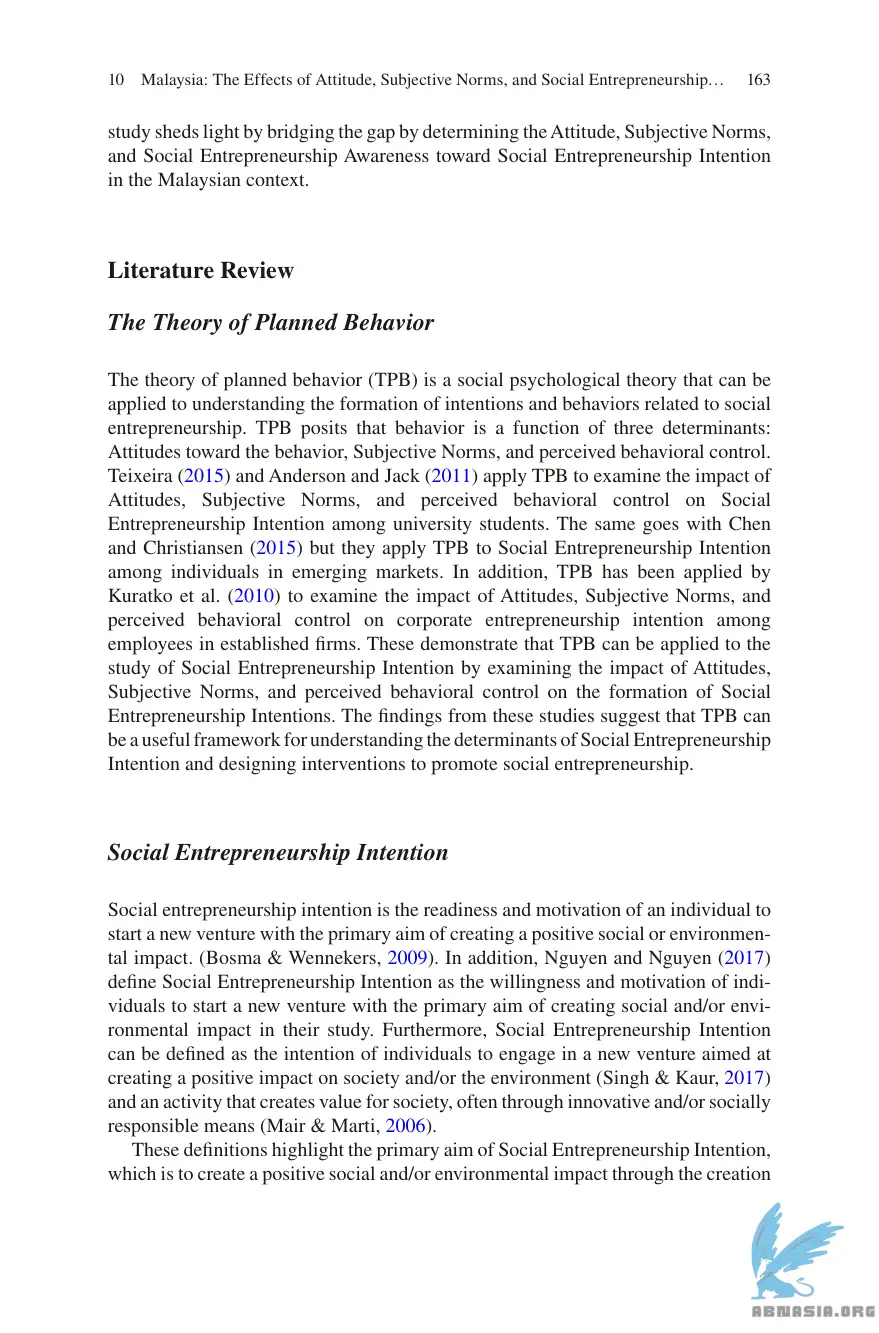 10 Malaysia: The Effects of Attitude, Subjective Norms, and Social Entrepreneurship… 163
study sheds light by bridging the gap by determining the Attitude, Subjective Norms,
and Social Entrepreneurship Awareness toward Social Entrepreneurship Intention
in the Malaysian context.
Literature Review
The Theory of Planned Behavior
The theory of planned behavior (TPB) is a social psychological theory that can be
applied to understanding the formation of intentions and behaviors related to social
entrepreneurship. TPB posits that behavior is a function of three determinants:
Attitudes toward the behavior, Subjective Norms, and perceived behavioral control.
Teixeira (2015) and Anderson and Jack (2011) apply TPB to examine the impact of
Attitudes, Subjective Norms, and perceived behavioral control on Social
Entrepreneurship Intention among university students. The same goes with Chen
and Christiansen (2015) but they apply TPB to Social Entrepreneurship Intention
among individuals in emerging markets. In addition, TPB has been applied by
Kuratko et al. (2010) to examine the impact of Attitudes, Subjective Norms, and
perceived behavioral control on corporate entrepreneurship intention among
employees in established firms. These demonstrate that TPB can be applied to the
study of Social Entrepreneurship Intention by examining the impact of Attitudes,
Subjective Norms, and perceived behavioral control on the formation of Social
Entrepreneurship Intentions. The findings from these studies suggest that TPB can
be a useful framework for understanding the determinants of Social Entrepreneurship
Intention and designing interventions to promote social entrepreneurship.
Social Entrepreneurship Intention
Social entrepreneurship intention is the readiness and motivation of an individual to
start a new venture with the primary aim of creating a positive social or environmen-
tal impact. (Bosma & Wennekers, 2009). In addition, Nguyen and Nguyen (2017)
define Social Entrepreneurship Intention as the willingness and motivation of indi-
viduals to start a new venture with the primary aim of creating social and/or envi-
ronmental impact in their study. Furthermore, Social Entrepreneurship Intention
can be defined as the intention of individuals to engage in a new venture aimed at
creating a positive impact on society and/or the environment (Singh & Kaur, 2017)
and an activity that creates value for society, often through innovative and/or socially
responsible means (Mair & Marti, 2006).
These definitions highlight the primary aim of Social Entrepreneurship Intention,
which is to create a positive social and/or environmental impact through the creation
ABNASIA.ORG